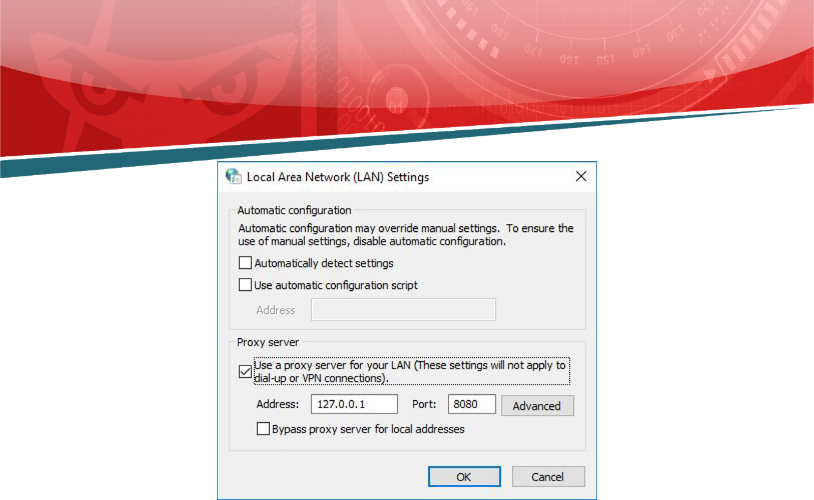 Local Area Network (LAN) Settings
Automatic configuration
Automatic configuration may override manual settings. To ensure the
use of manual settings, disable automatic configuration.
Automatically detect settings
Use automatic configuration script
Address
Proxy server
Use a proxy server for your LAN (These settings will not apply to
dial-up or VPN connections).
Address: 127.0.0.1 Port: 8080 Advanced
Bypass proxy server for local addresses
OK Cancel